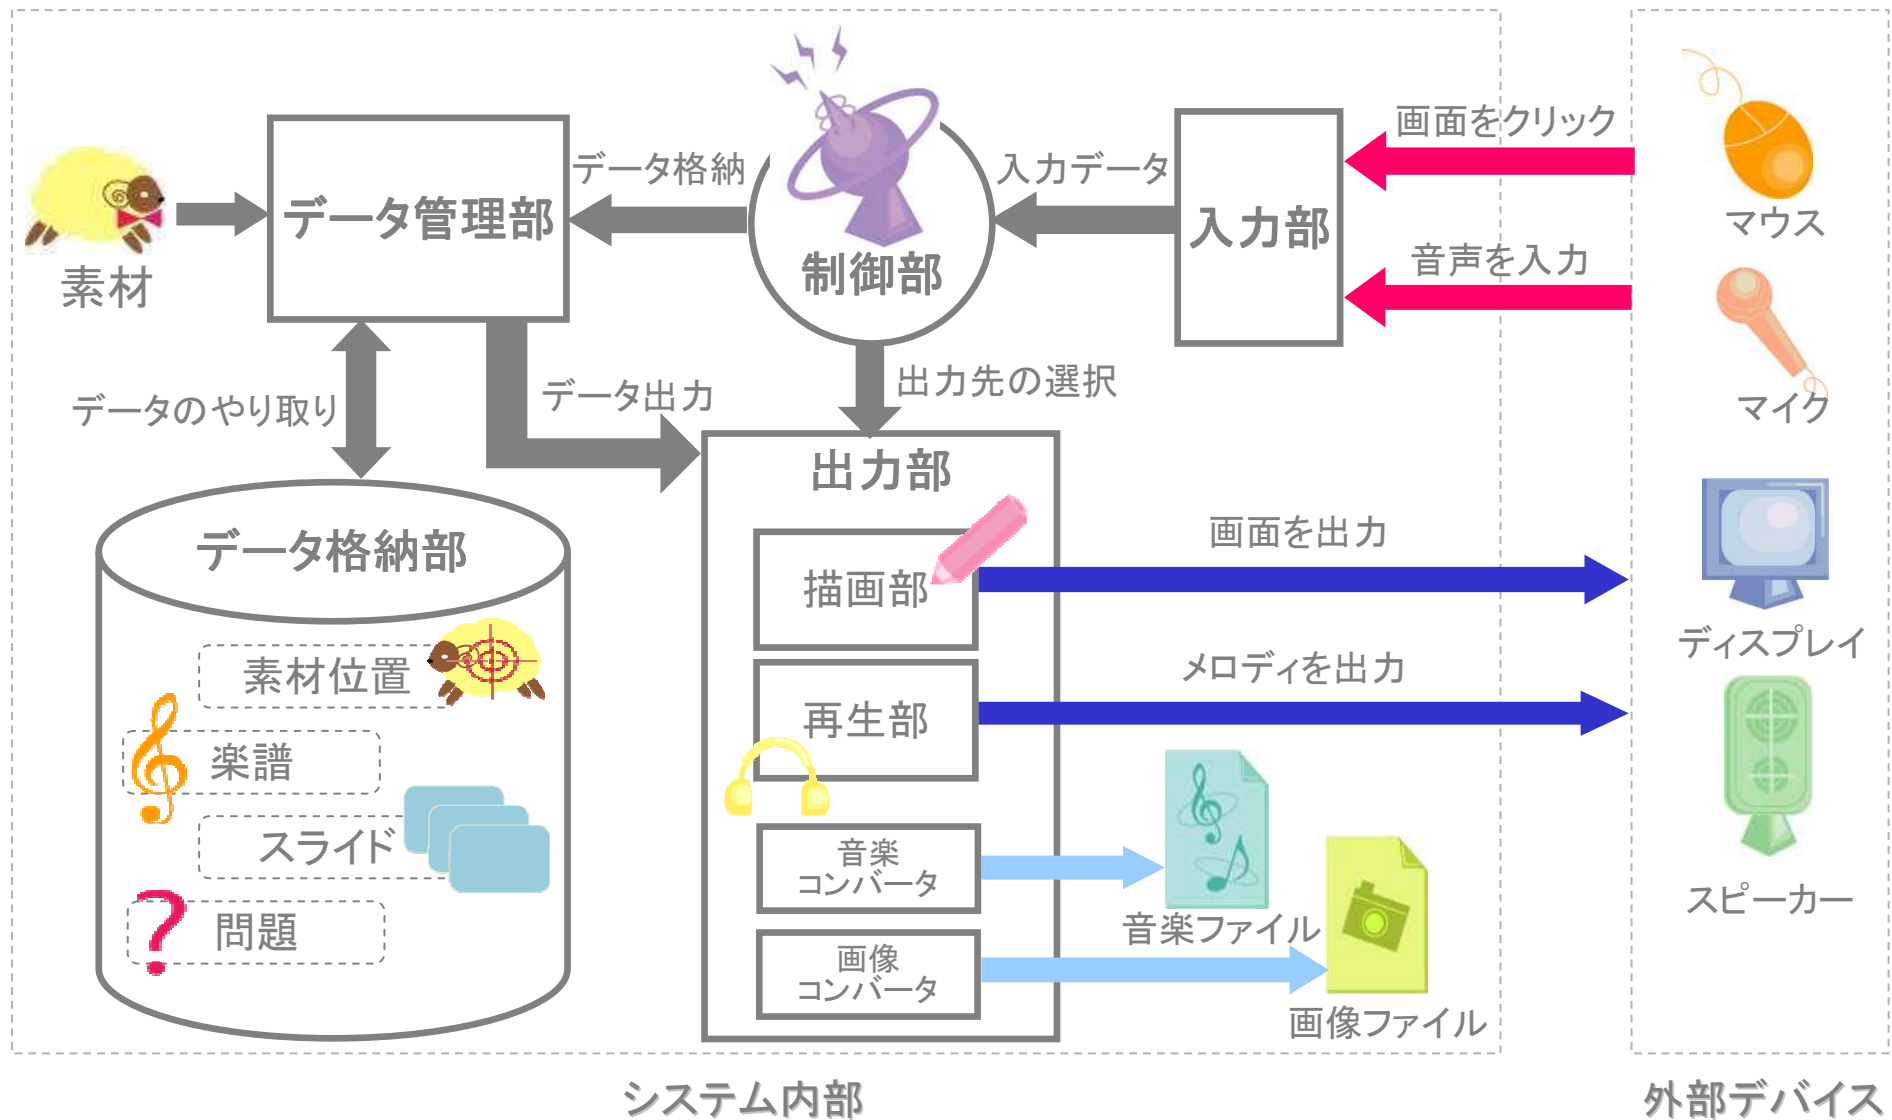 画面をクリック
マウス
データ格納
入力データ
データ管理部
入力部
素材
制御部
音声を入力
マイク
データのやり取り
データ出力
出力先の選択
出力部
データ格納部
描画部
画面を出力
ディスプレイ
素材位置
再生部
メロディを出力
楽譜
スライド
音楽
コンバータ
音楽ファイル
スピーカー
問題
画像
コンバータ
画像ファイル
システム内部
外部デバイス